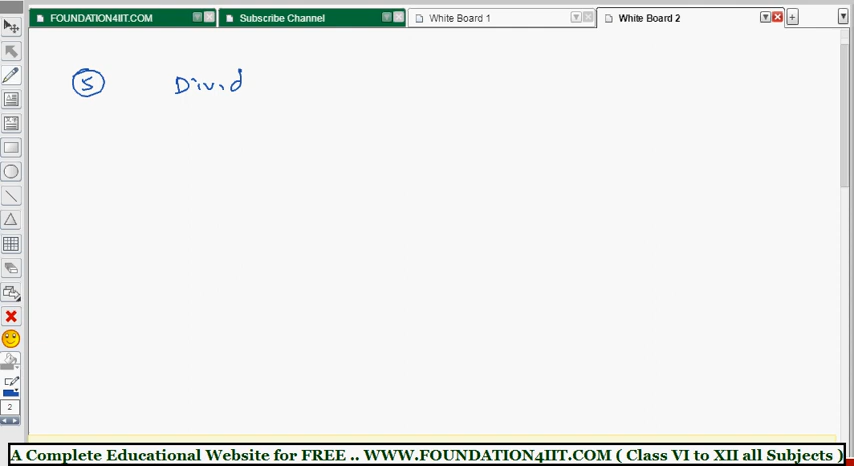 FOUNDATION4IIT.COM
Subscribe Channel
White Board 1
White Board 2
5 Divid
2
A Complete Educational Website for FREE .. WWW.FOUNDATION4IIT.COM ( Class VI to XII all Subjects )